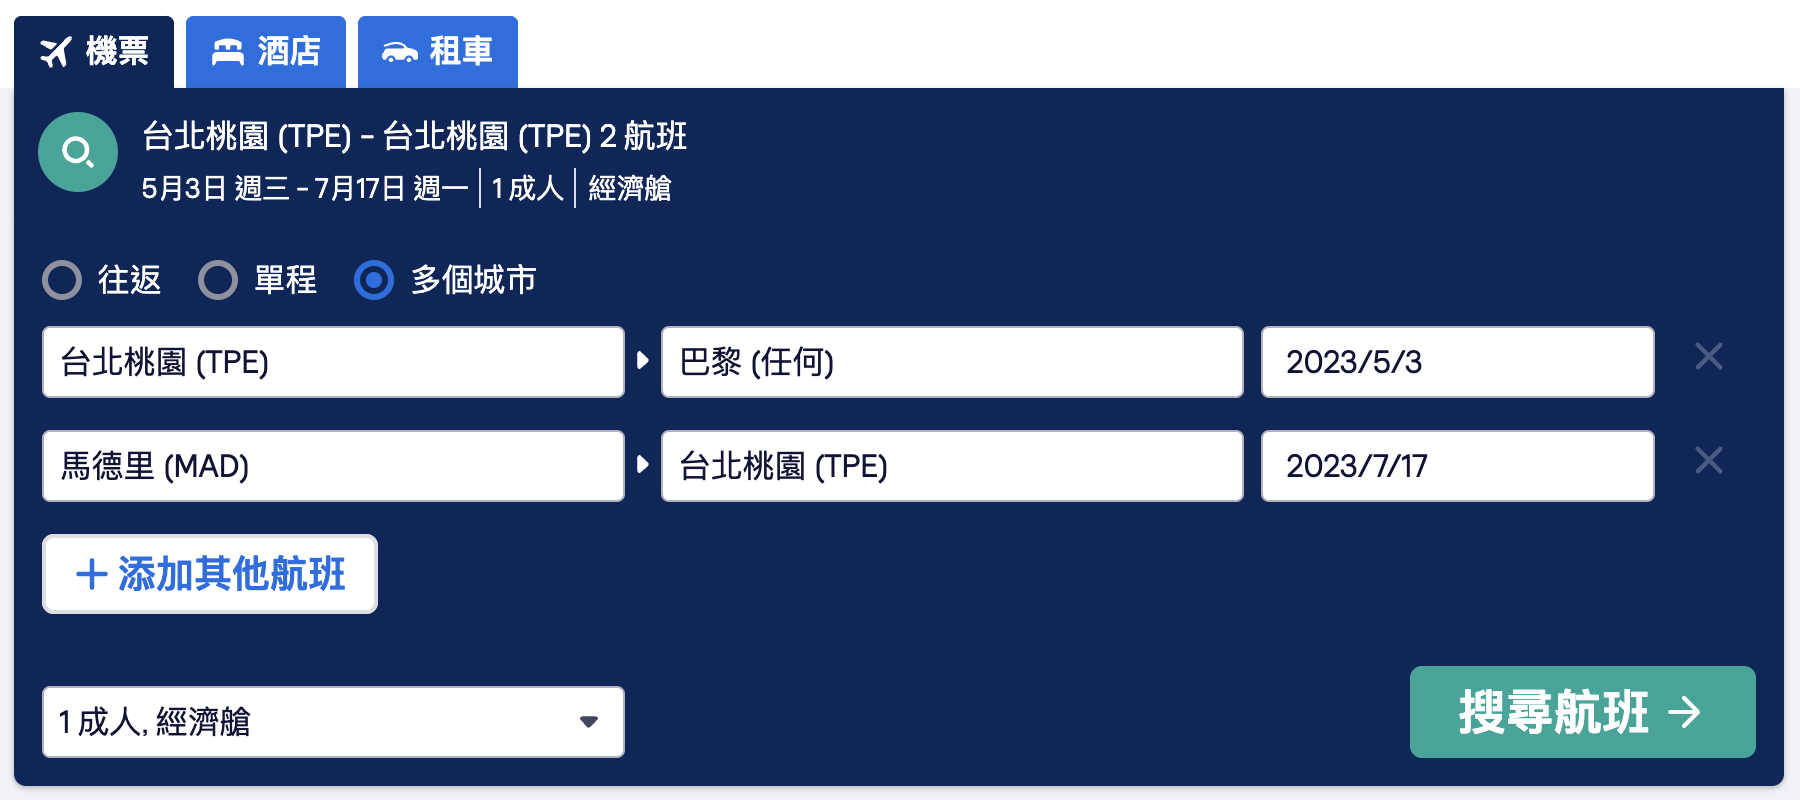 機票 酒店 租車
台北桃園 (TPE) - 台北桃園 (TPE) 2 航班
5月3日 週三 - 7月17日 週一 | 1 成人 | 經濟艙
往返 單程 多個城市
台北桃園 (TPE) 巴黎 (任何) 2023/5/3
馬德里 (MAD) 台北桃園 (TPE) 2023/7/17
+ 添加其他航班
1 成人, 經濟艙
搜尋航班 →